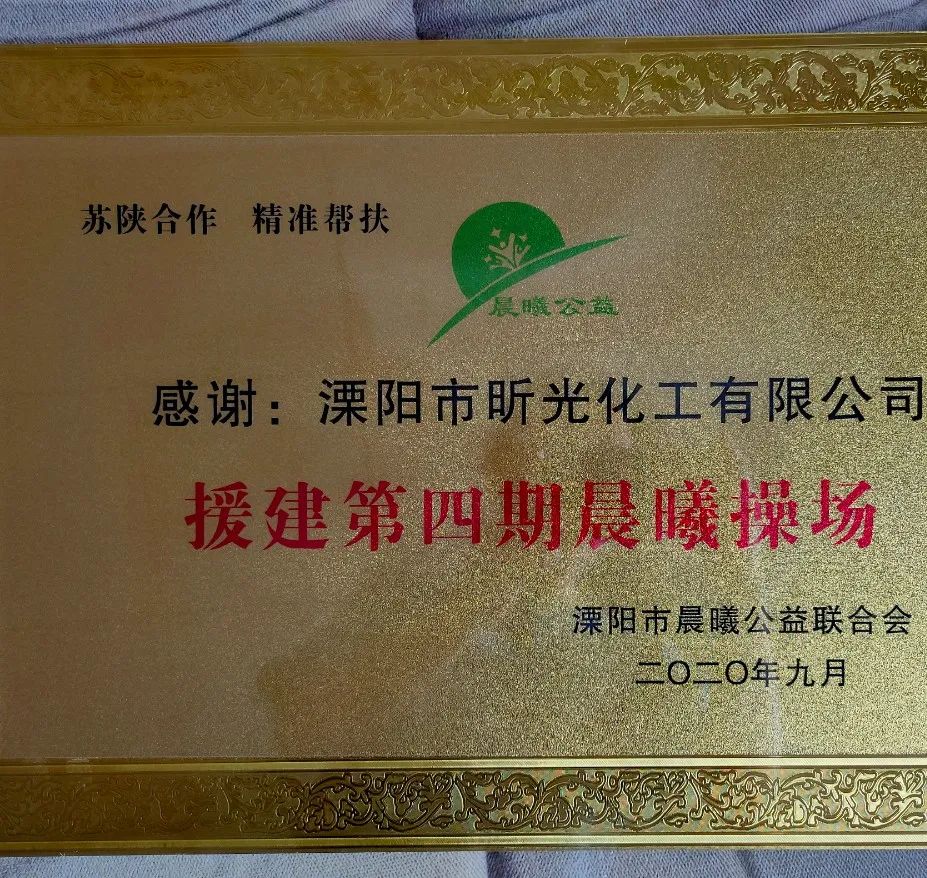 苏陕合作 精准帮扶
晨曦公益
感谢：溧阳市昕光化工有限公司
援建第四期晨曦操场
溧阳市晨曦公益联合会
二〇二〇年九月